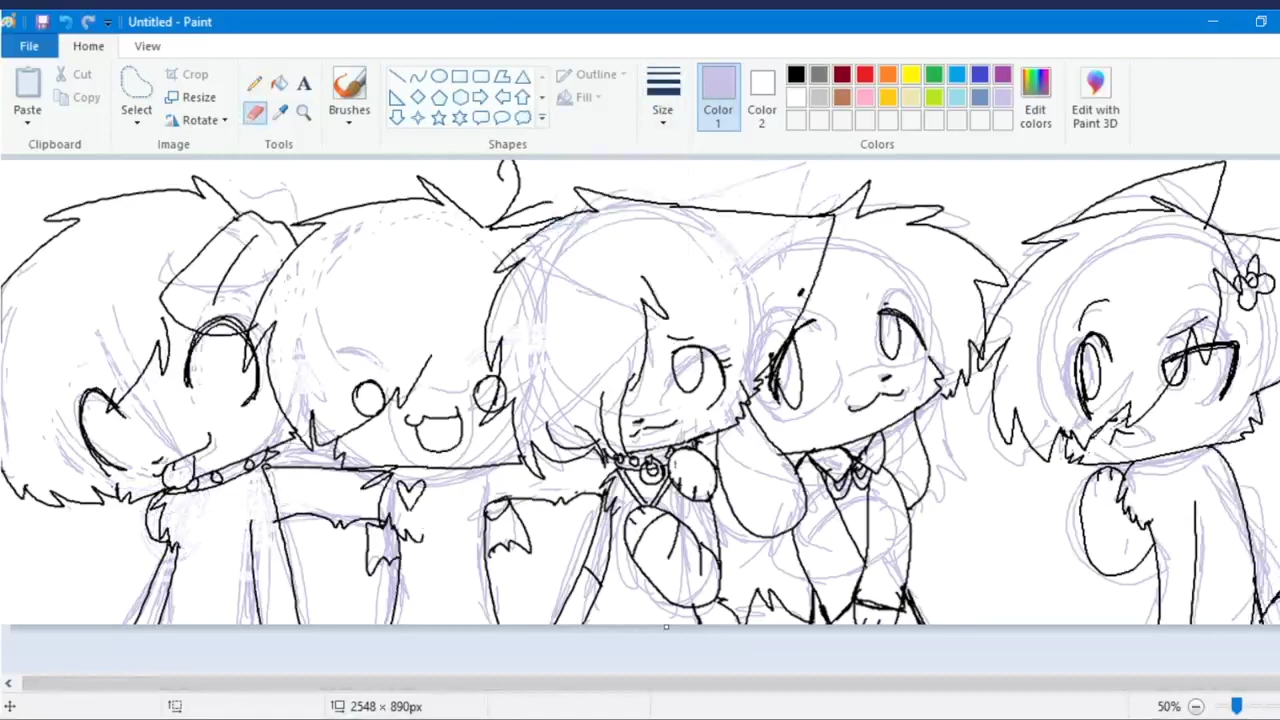 Untitled - Paint
File Home View
Cut
Copy
Paste
Crop
Resize
Rotate
Select
A
Brushes
Outline
Fill
Size
Color 1
Color 2
Edit colors
Edit with Paint 3D
Clipboard Image Tools Shapes Colors
2548 × 890px 50%